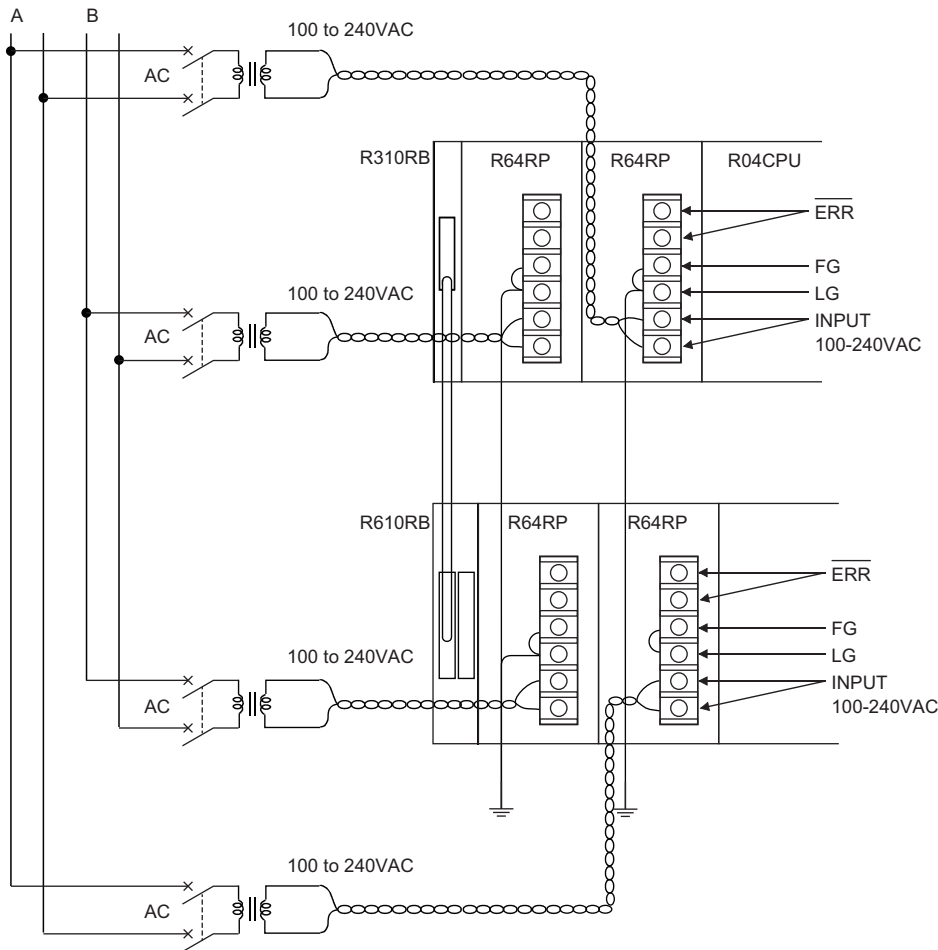 A B
100 to 240VAC
AC
R310RB R64RP R64RP R04CPU
ERR
FG
LG
INPUT
100-240VAC
100 to 240VAC
AC
R610RB R64RP R64RP
ERR
FG
LG
INPUT
100-240VAC
100 to 240VAC
AC
100 to 240VAC
AC